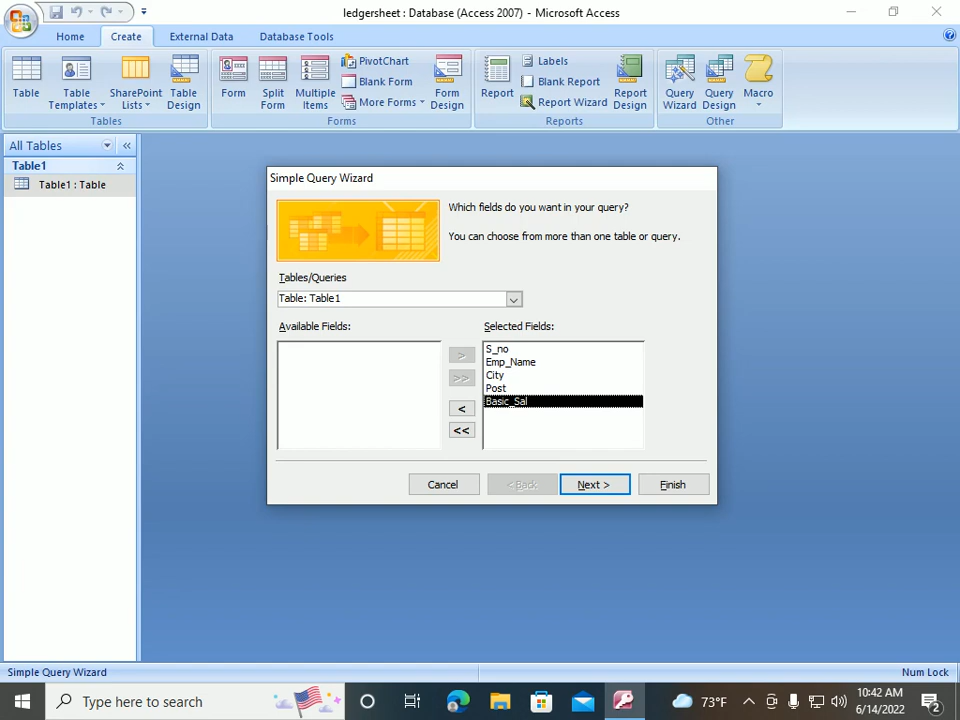 ledgersheet : Database (Access 2007) - Microsoft Access
Home Create External Data Database Tools
Table
Table Templates
SharePoint Lists
Table Design
Form
Split Form
Multiple Items
PivotChart
Blank Form
More Forms
Form Design
Report
Labels
Blank Report
Report Wizard
Report Design
Query Wizard
Query Design
Macro
Tables Forms Reports Other
All Tables
Table1
Table1 : Table
Simple Query Wizard
Which fields do you want in your query?
You can choose from more than one table or query.
Tables/Queries
Table: Table1
Available Fields: Selected Fields:
S_no
Emp_Name
City
Post
Basic_Sal
>
>>
<
<<
Cancel < Back Next > Finish
Simple Query Wizard Num Lock
Type here to search
73°F
10:42 AM
6/14/2022
2